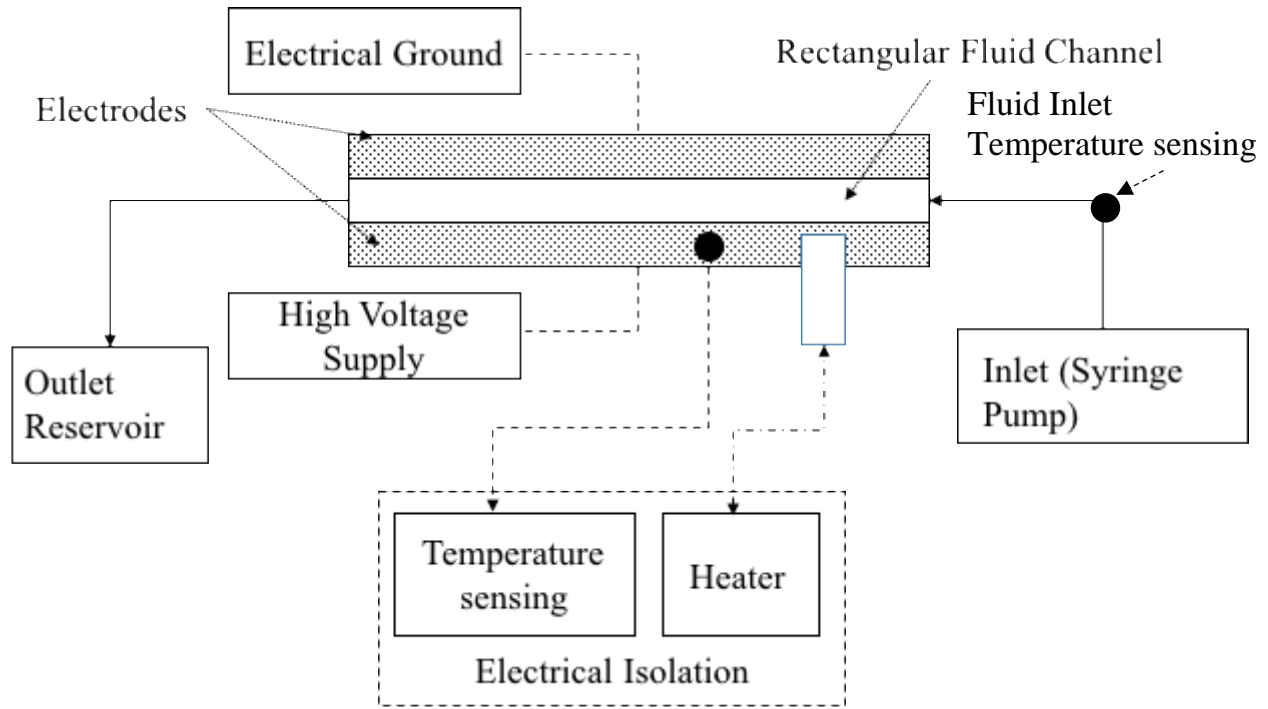 Electrical Ground
Rectangular Fluid Channel
Electrodes
Fluid Inlet
Temperature sensing
High Voltage
Supply
Outlet
Reservoir
Inlet (Syringe
Pump)
Temperature
sensing
Heater
Electrical Isolation